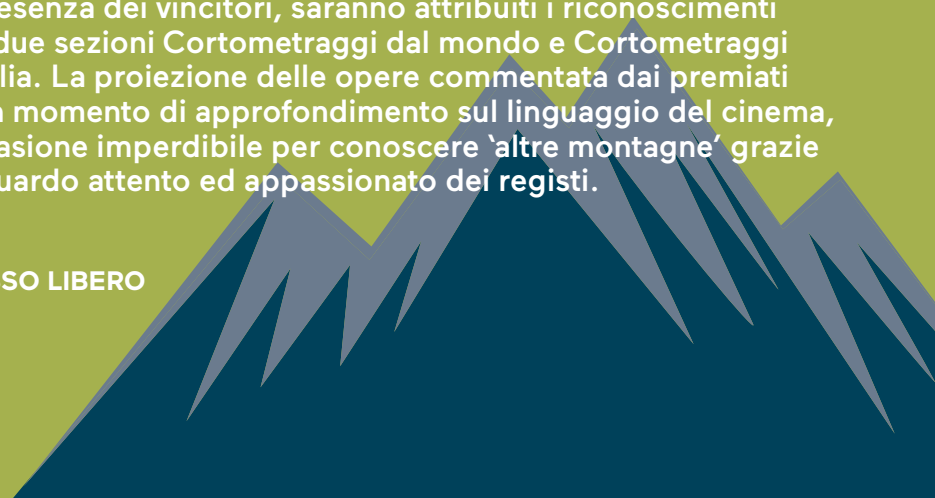 esenza dei vincitori, saranno attribuiti i riconoscimenti
due sezioni Cortometraggi dal mondo e Cortometraggi
lia. La proiezione delle opere commentata dai premiati
momento di approfondimento sul linguaggio del cinema,
asione imperdibile per conoscere ‘altre montagne’ grazie
uardo attento ed appassionato dei registi.
SSO LIBERO